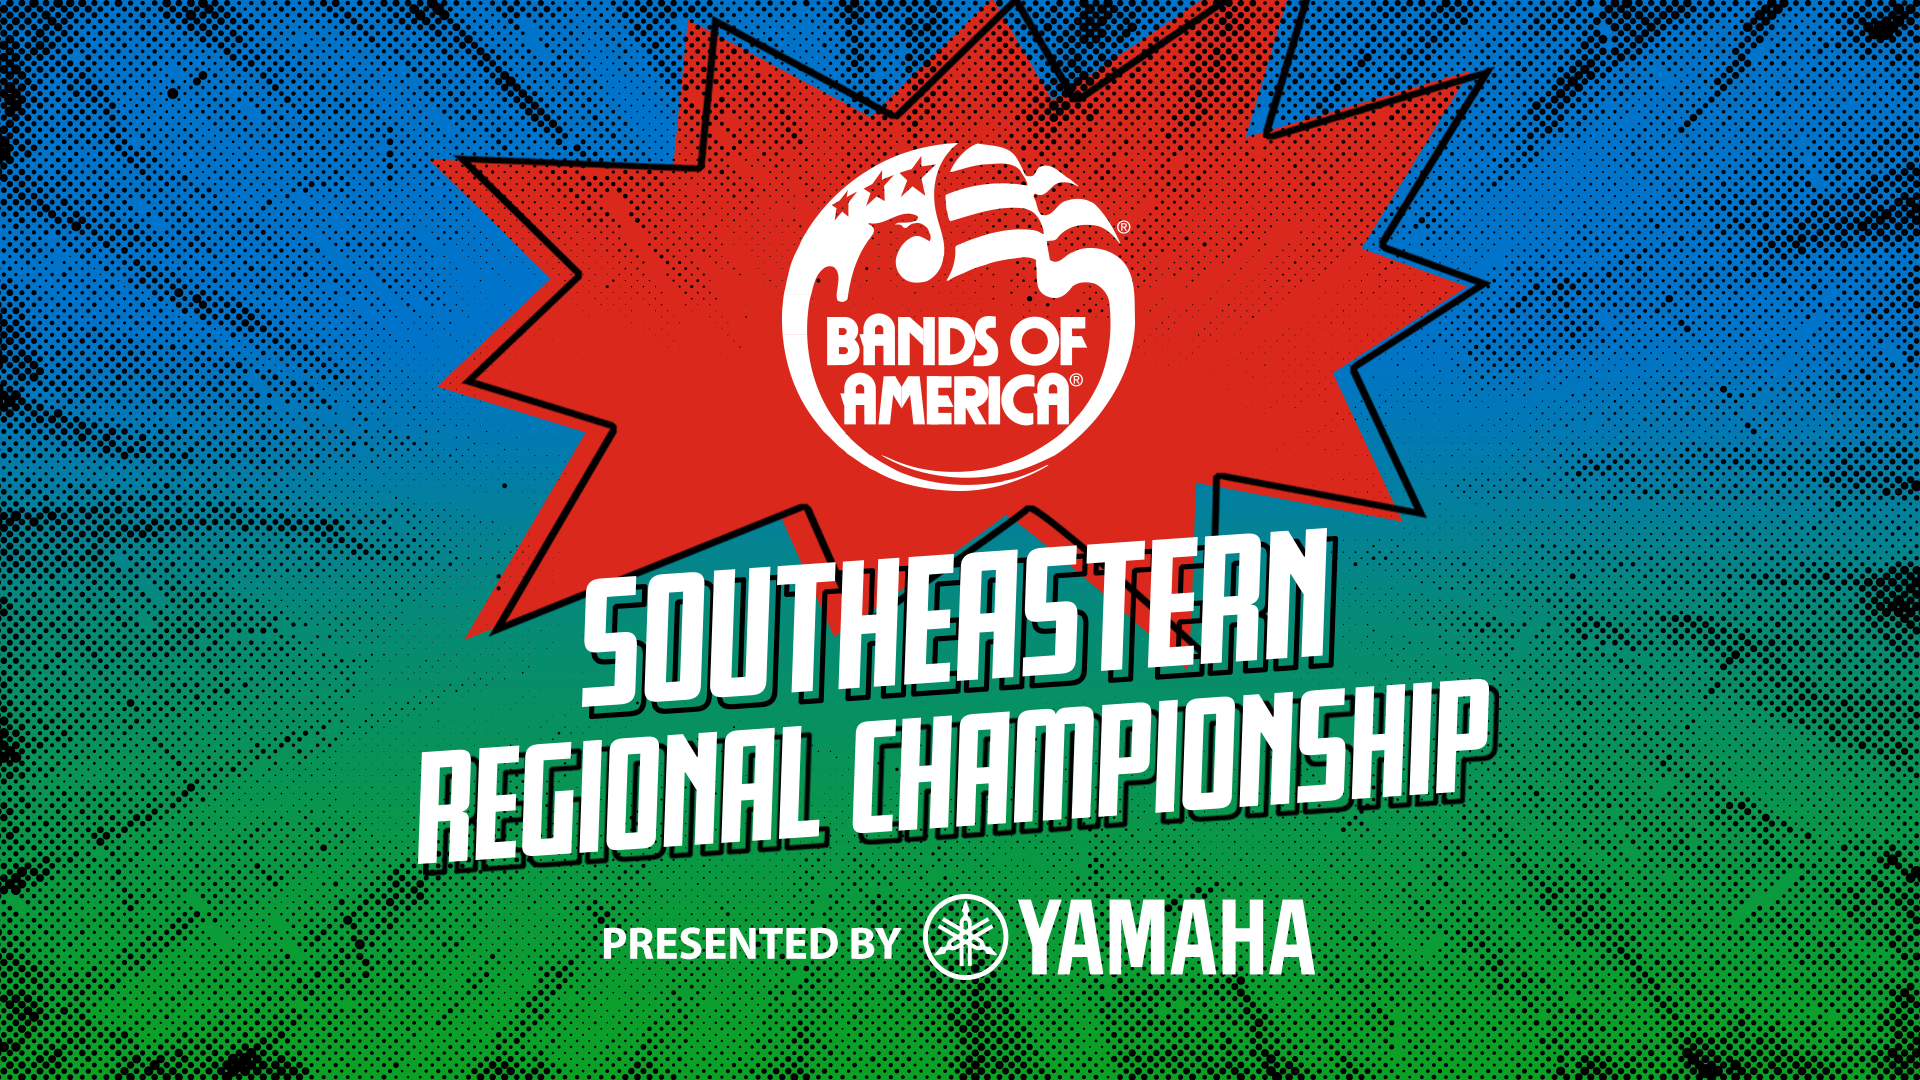 BANDS OF
AMERICA®
®
SOUTHEASTERN
REGIONAL CHAMPIONSHIP
PRESENTED BY YAMAHA